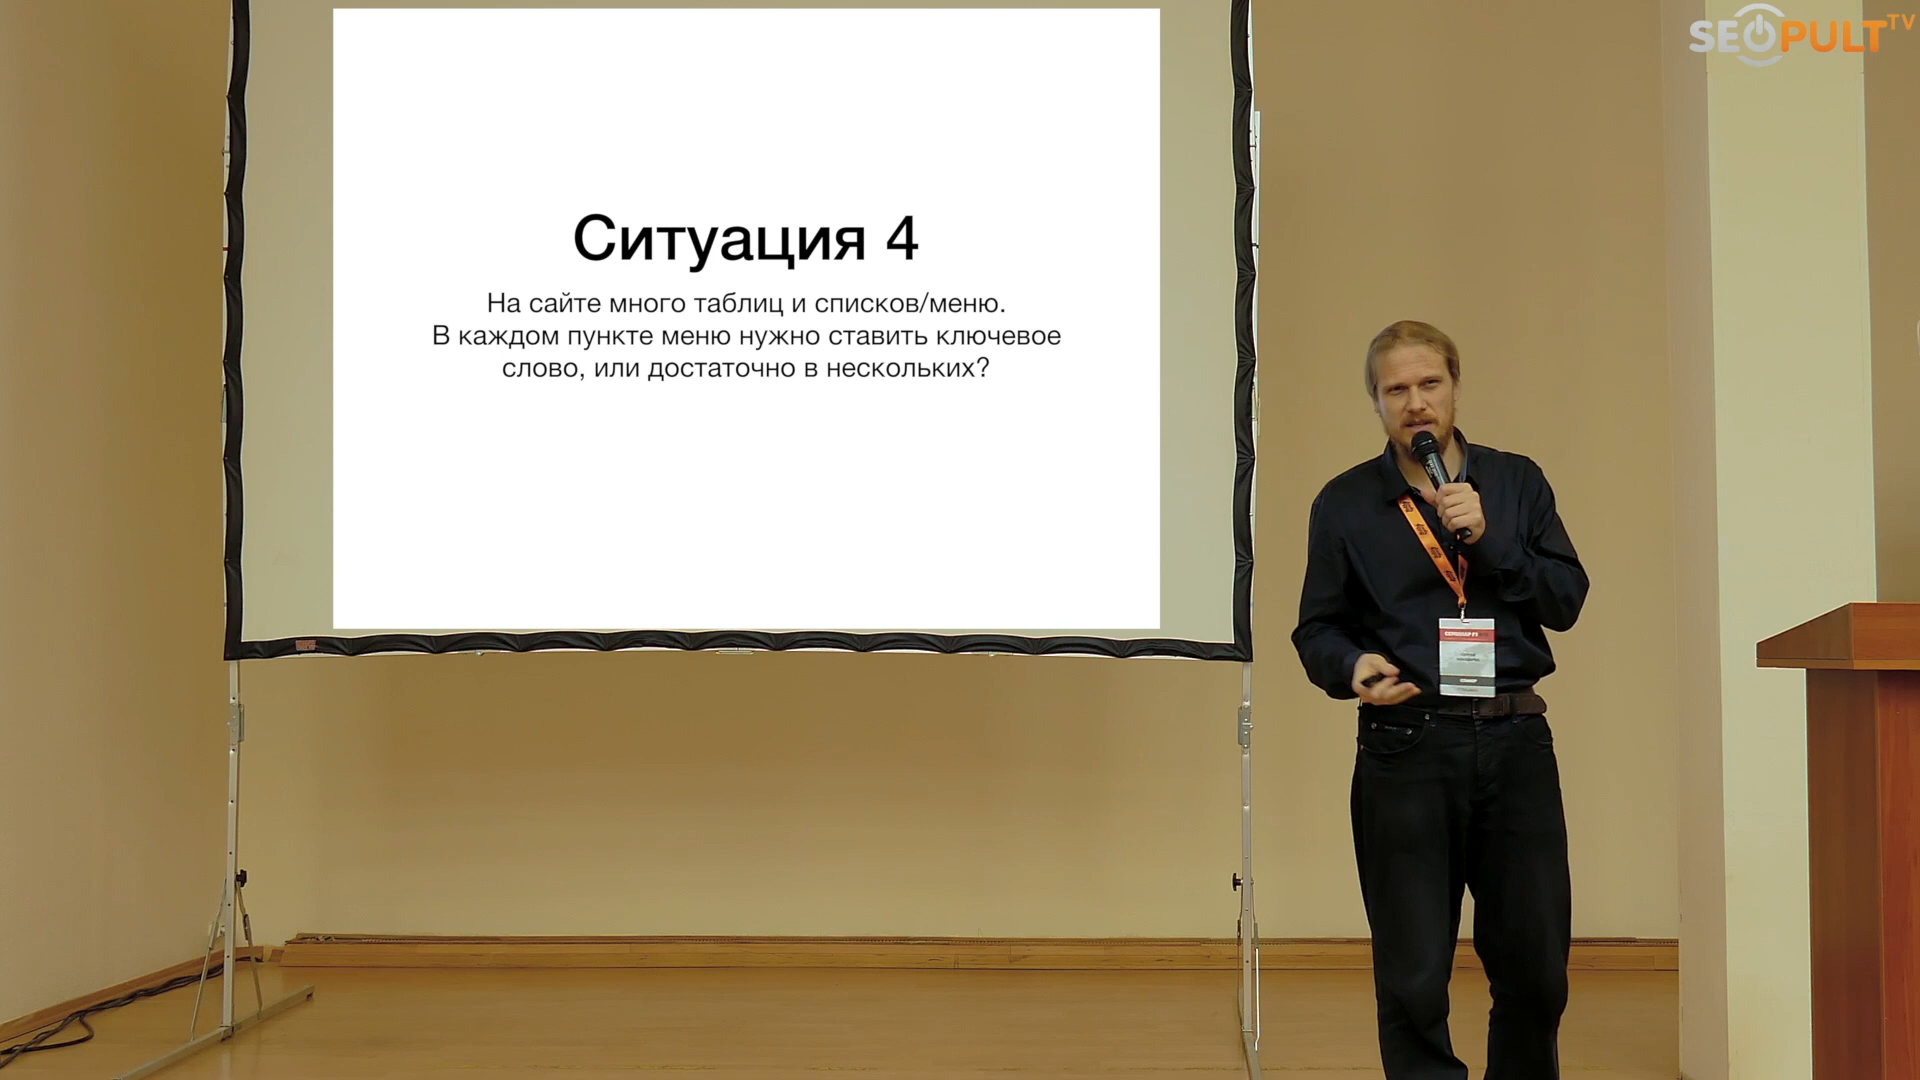 SEOPULT TV
Ситуация 4
На сайте много таблиц и списков/меню.
В каждом пункте меню нужно ставить ключевое
слово, или достаточно в нескольких?